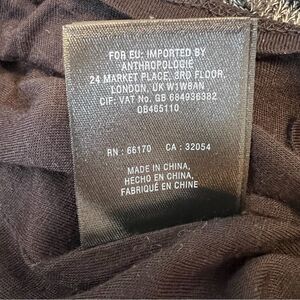 FOR EU: IMPORTED BY
ANTHROPOLOGIE
24 MARKET PLACE, 3RD FLOOR,
LONDON, UK W1W8AN
CIF: VAT No. GB 684936382
OB465110
RN : 66170 CA : 32054
MADE IN CHINA,
HECHO EN CHINA,
FABRIQUÉ EN CHINE